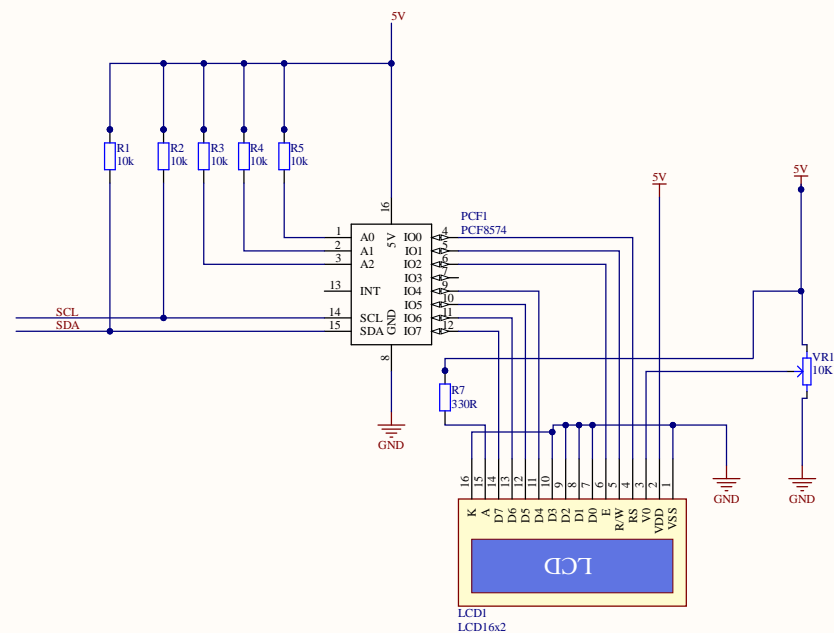 5V
R1
10k
R2
10k
R3
10k
R4
10k
R5
10k
5V
5V
16
PCF1
PCF8574
1 A0 5V IO0 4
2 A1 IO1 5
3 A2 IO2 6
IO3 7
13 INT IO4 9
IO5 10
SCL 14 SCL GND IO6 11
SDA 15 SDA IO7 12
8
VR1
10K
R7
330R
GND
GND
GND
16 15 14 13 12 11 10 9 8 7 6 5 4 3 2 1
K A D7 D6 D5 D4 D3 D2 D1 D0 E R/W RS V0 VDD VSS
LCD
LCD1
LCD16x2